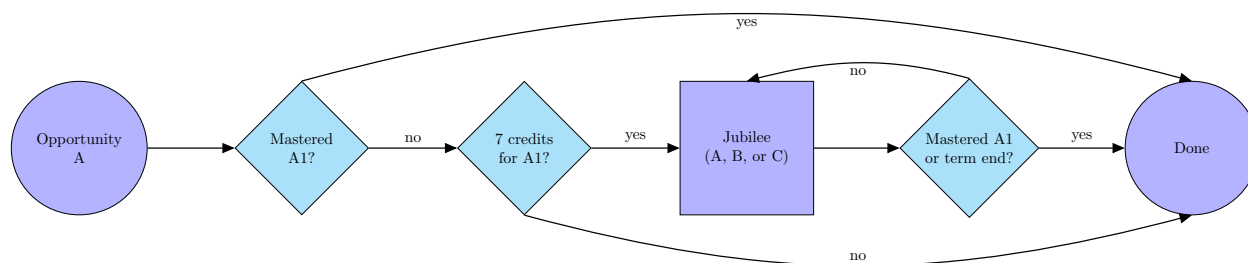 yes
no
Opportunity
A
Mastered
A1?
no
7 credits
for A1?
yes
Jubilee
(A, B, or C)
Mastered A1
or term end?
yes
Done
no